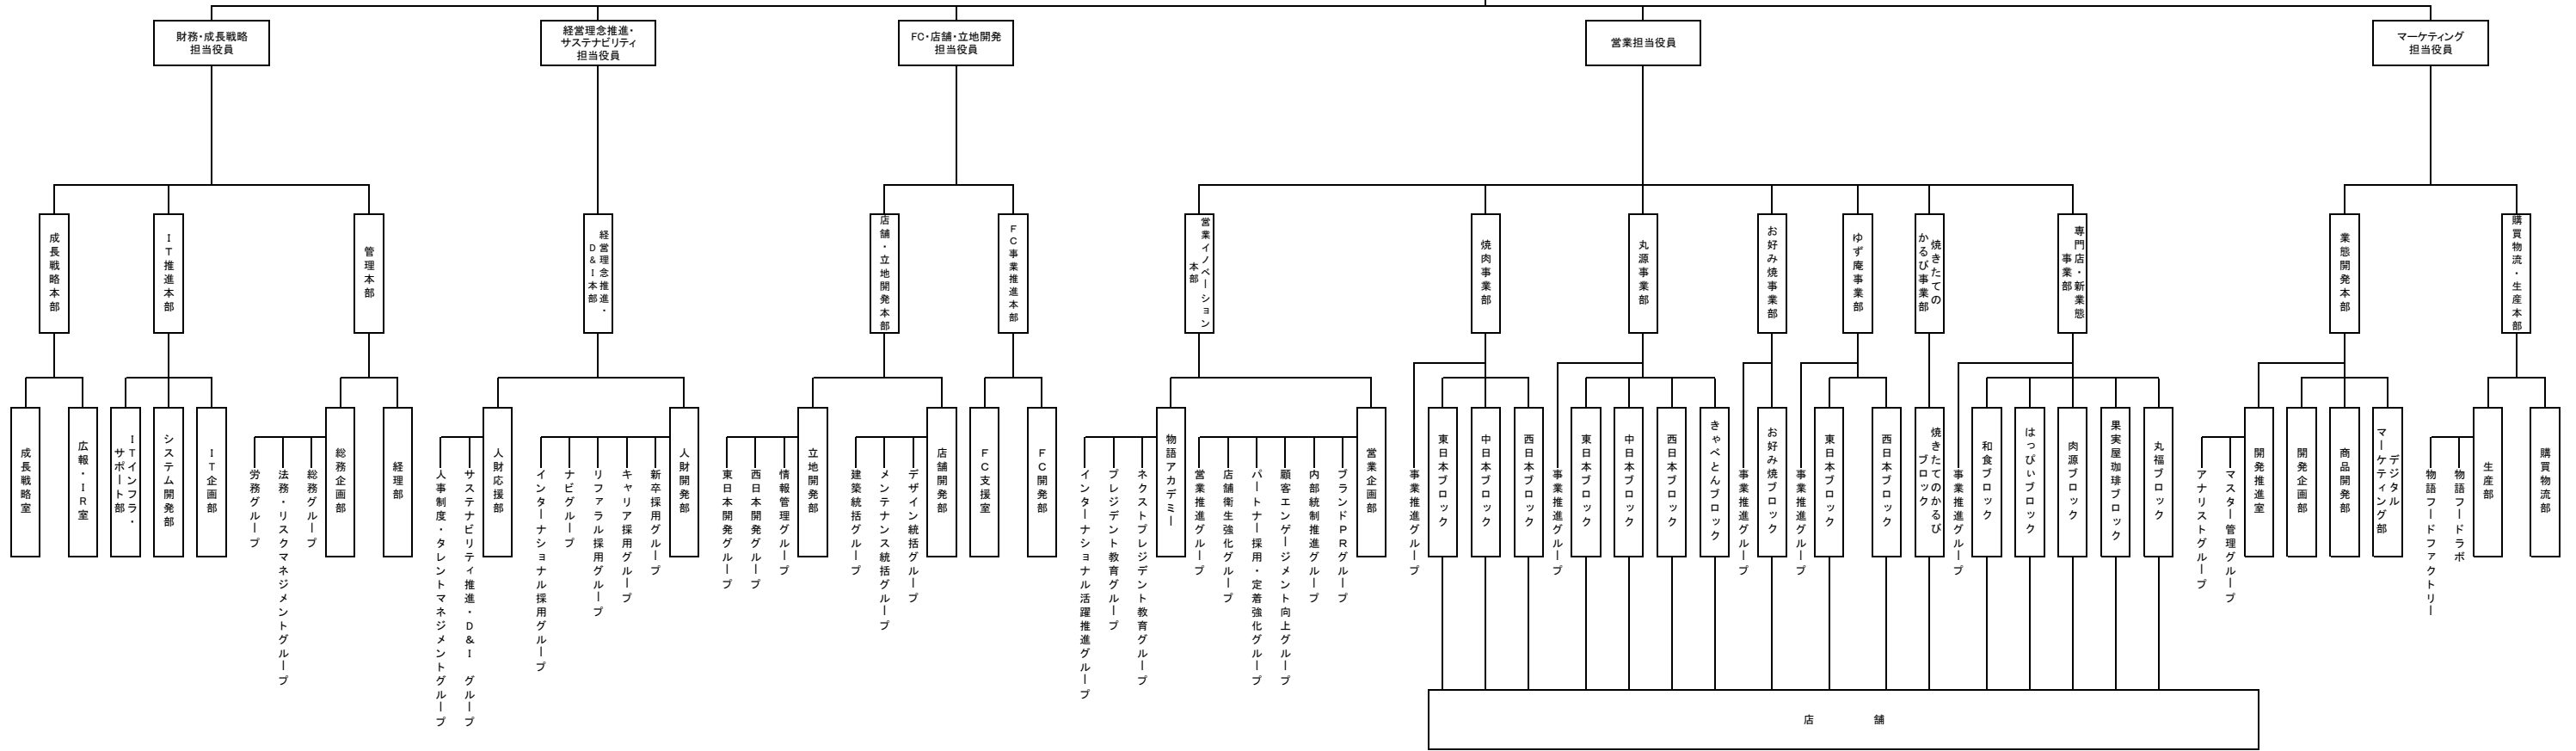 財務・成長戦略
担当役員
経営理念推進・
サステナビリティ
担当役員
FC・店舗・立地開発
担当役員
営業担当役員
マーケティング
担当役員
成長戦略本部
IT推進本部
管理本部
経営理念推進・
D&I本部
店舗・立地開発本部
FC事業推進本部
営業イノベーション
本部
焼肉事業部
丸源事業部
お好み焼事業部
ゆず庵事業部
焼きたての
かるび事業部
専門店・新業態
事業部
業態開発本部
購買物流・生産本部
成長戦略室
広報・IR室
ITインフラ・
サポート部
システム開発部
IT企画部
労務グループ
法務・リスクマネジメントグループ
総務グループ
総務企画部
経理部
人事制度・タレントマネジメントグループ
サステナビリティ推進・D&I グループ
人財応援部
インターナショナル採用グループ
ナビグループ
リファラル採用グループ
キャリア採用グループ
新卒採用グループ
人財開発部
東日本開発グループ
西日本開発グループ
情報管理グループ
立地開発部
建築統括グループ
メンテナンス統括グループ
デザイン統括グループ
店舗開発部
FC支援室
FC開発部
インターナショナル活躍推進グループ
プレジデント教育グループ
ネクストプレジデント教育グループ
物語アカデミー
営業推進グループ
店舗衛生強化グループ
パートナー採用・定着強化グループ
顧客エンゲージメント向上グループ
内部統制推進グループ
ブランドPRグループ
営業企画部
事業推進グループ
東日本ブロック
中日本ブロック
西日本ブロック
事業推進グループ
東日本ブロック
中日本ブロック
西日本ブロック
きゃべとんブロック
事業推進グループ
お好み焼ブロック
事業推進グループ
東日本ブロック
西日本ブロック
焼きたてのかるび
ブロック
事業推進グループ
和食ブロック
はっぴぃブロック
肉源ブロック
果実屋珈琲ブロック
丸福ブロック
アナリストグループ
マスター管理グループ
開発推進室
開発企画部
商品開発部
デジタル
マーケティング部
物語フードファクトリー
物語フードラボ
生産部
購買物流部
店 舗